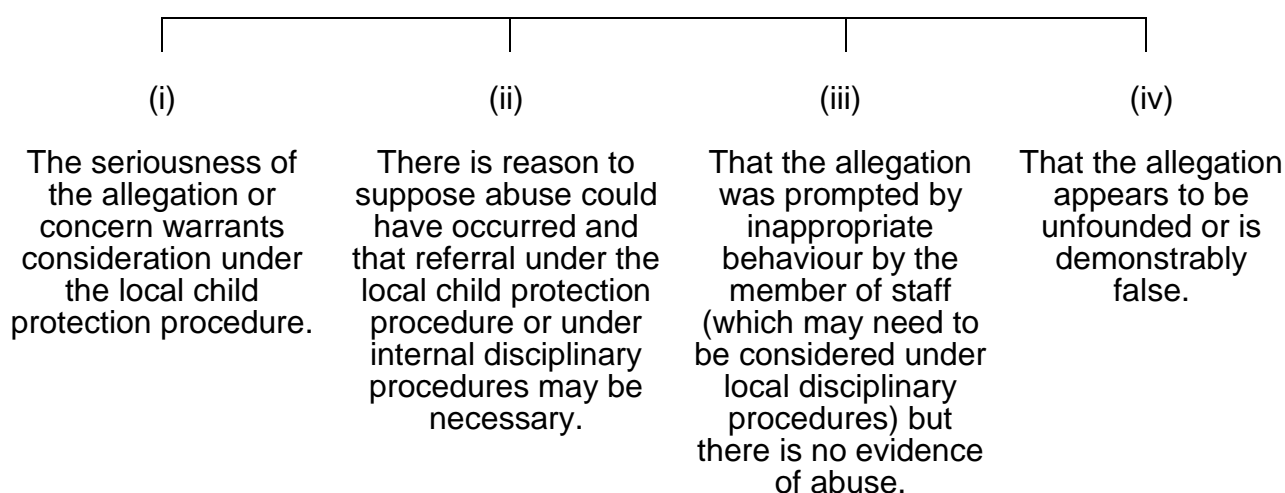 (i)
The seriousness of
the allegation or
concern warrants
consideration under
the local child
protection procedure.
(ii)
There is reason to
suppose abuse could
have occurred and
that referral under the
local child protection
procedure or under
internal disciplinary
procedures may be
necessary.
(iii)
That the allegation
was prompted by
inappropriate
behaviour by the
member of staff
(which may need to
be considered under
local disciplinary
procedures) but
there is no evidence
of abuse.
(iv)
That the allegation
appears to be
unfounded or is
demonstrably
false.